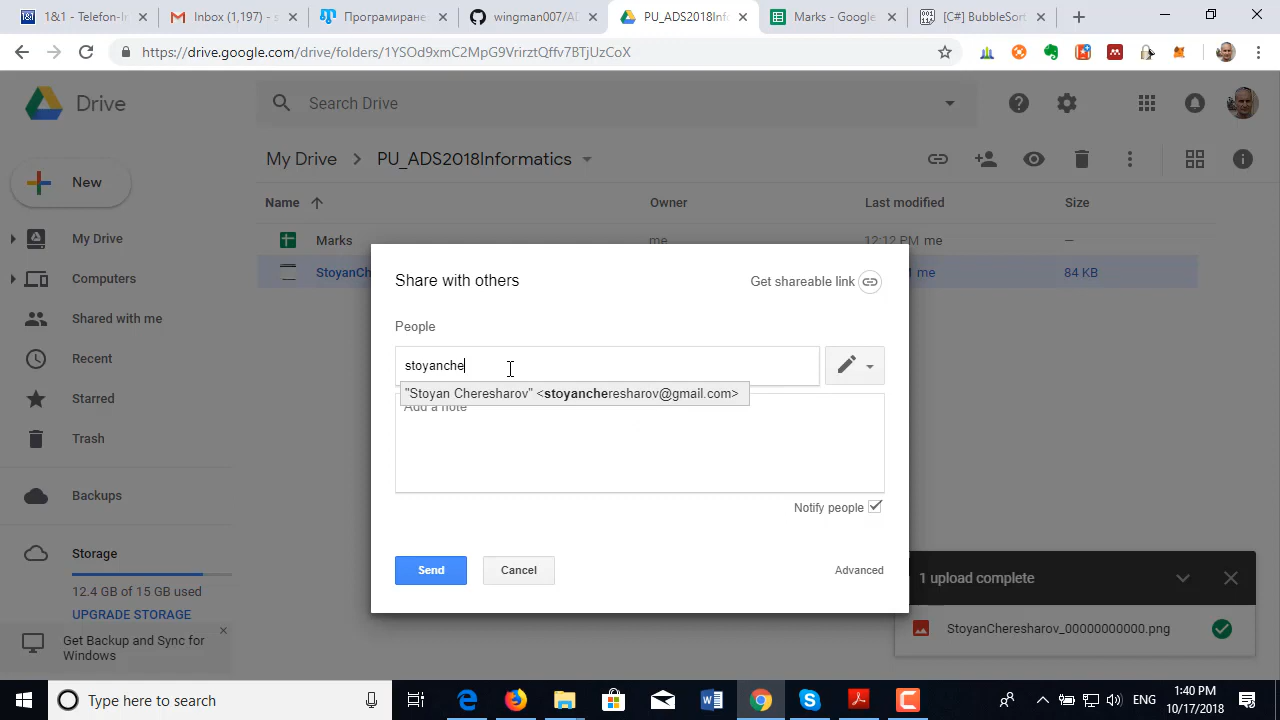 1&1 - Telefon-In
Inbox (1,197) - s
Програмиране
wingman007/AD
PU_ADS2018Info
Marks - Google
[C#] BubbleSort
https://drive.google.com/drive/folders/1YSOd9xmC2MpG9VrirztQffv7BTjUzCoX
Drive
Search Drive
My Drive
PU_ADS2018Informatics
New
Name
Owner
Last modified
Size
My Drive
Marks
me
12:12 PM me
Computers
StoyanCh
me
84 KB
Share with others
Get shareable link
Shared with me
People
Recent
stoyanche
"Stoyan Cheresharov" <stoyancheresharov@gmail.com>
Starred
Add a note
Trash
Backups
Notify people
Storage
Send
Cancel
Advanced
1 upload complete
12.4 GB of 15 GB used
UPGRADE STORAGE
StoyanCheresharov_00000000000.png
Get Backup and Sync for
Windows
Type here to search
ENG
1:40 PM
10/17/2018